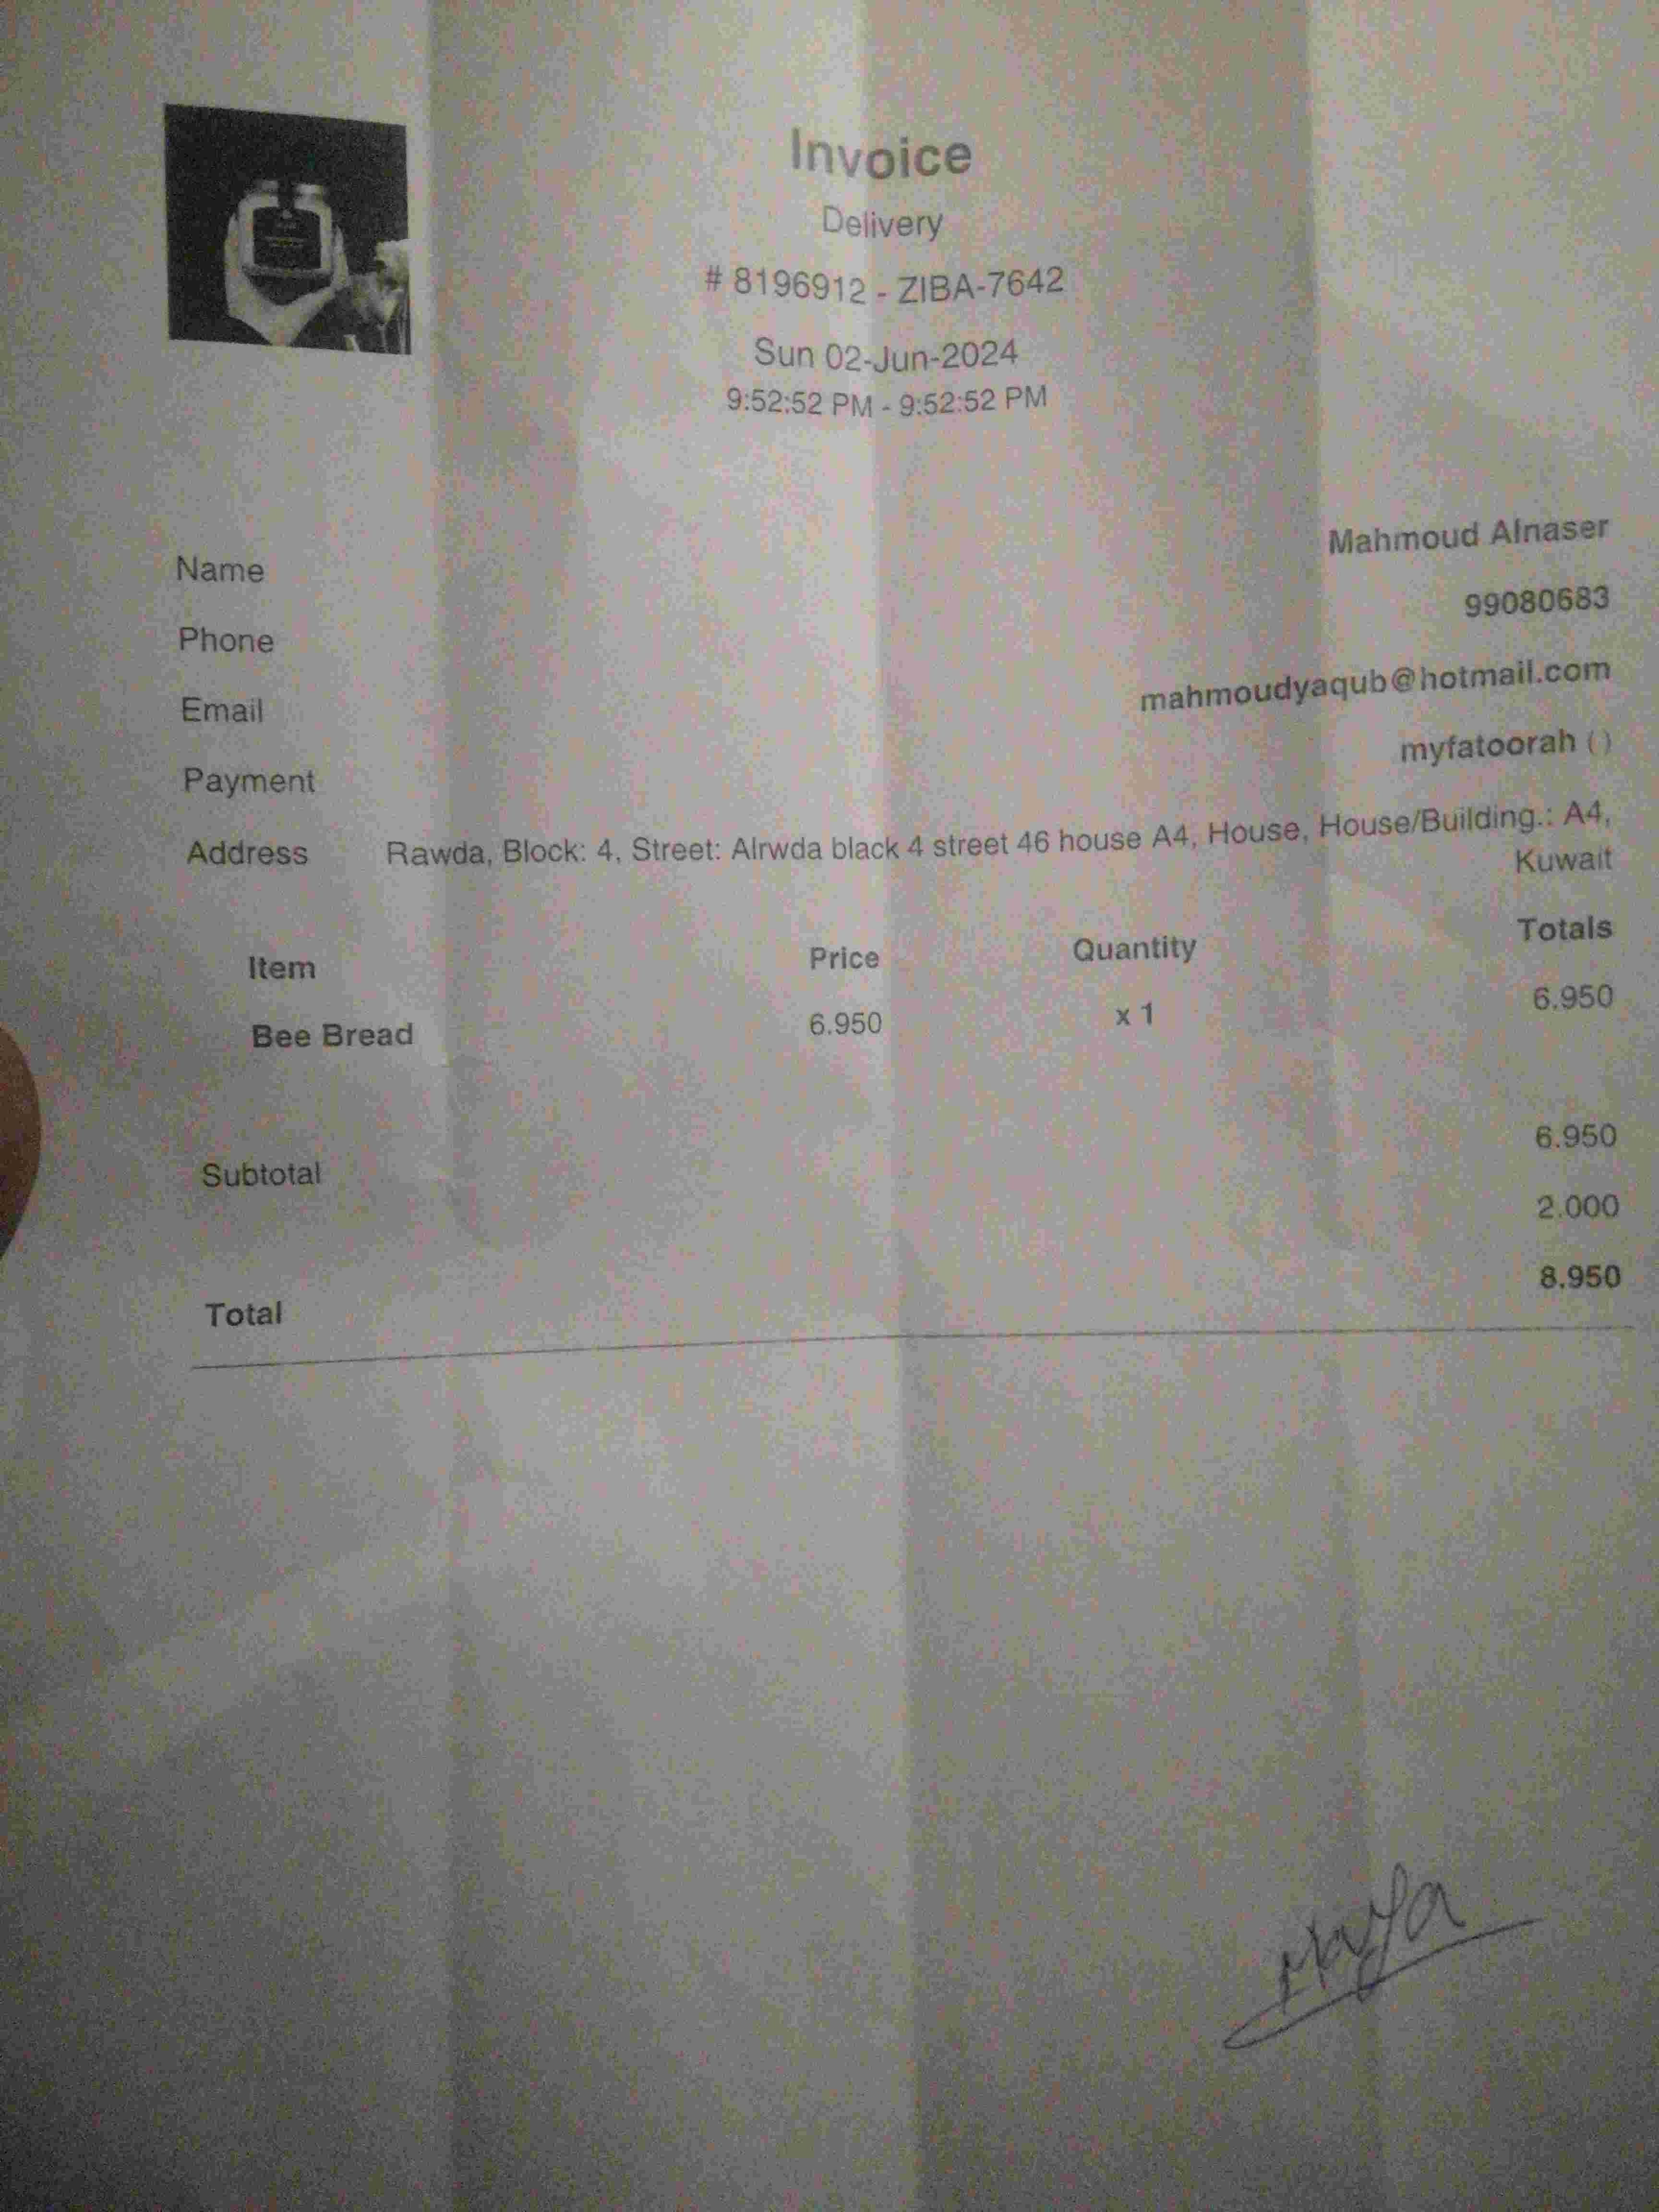 Invoice
Delivery
# 8196912 - ZIBA-7642
Sun 02-Jun-2024
9:52:52 PM - 9:52:52 PM
Name Mahmoud Alnaser
Phone 99080683
Email mahmoudyaqub@hotmail.com
Payment myfatoorah ( )
Address Rawda, Block: 4, Street: Alrwda black 4 street 46 house A4, House, House/Building.: A4,
Kuwait
Item Price Quantity Totals
Bee Bread 6.950 x 1 6.950
Subtotal 6.950
2.000
Total 8.950